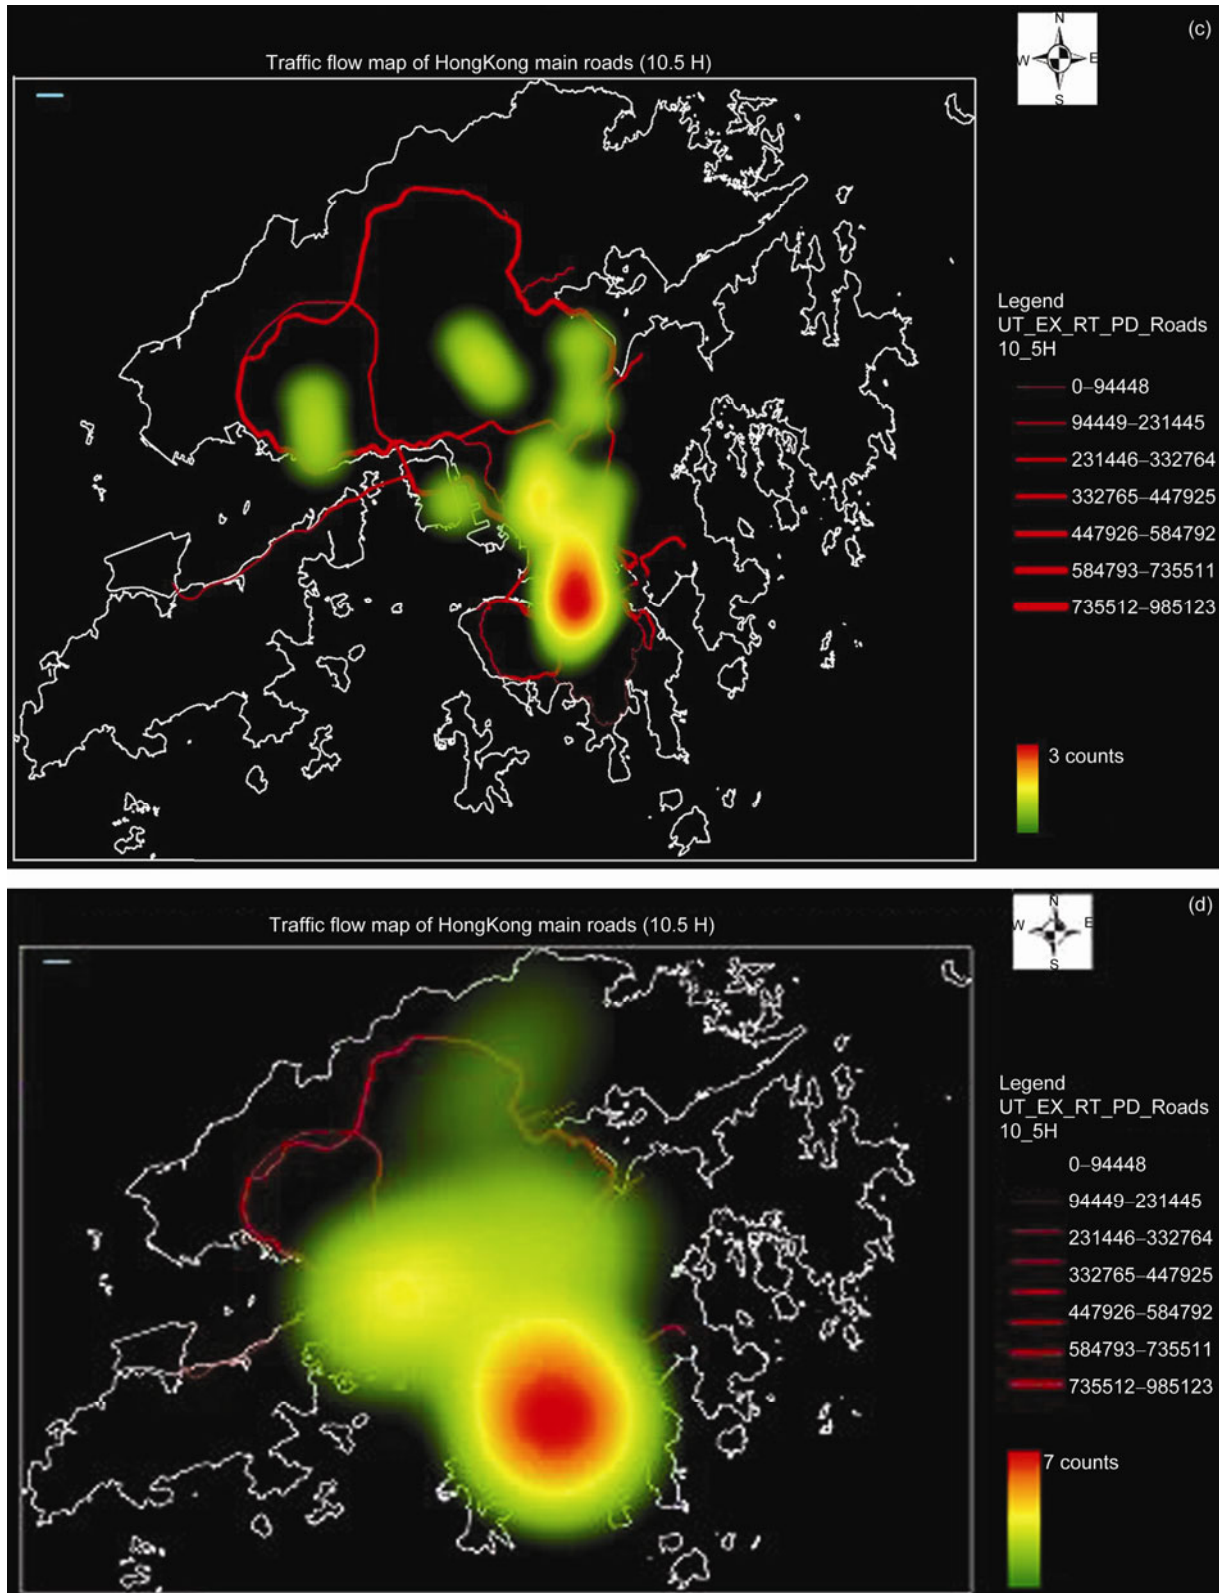 (c)
N
W E
S
Traffic flow map of HongKong main roads (10.5 H)
Legend
UT_EX_RT_PD_Roads
10_5H
0–94448
94449–231445
231446–332764
332765–447925
447926–584792
584793–735511
735512–985123
3 counts
(d)
N
W E
S
Traffic flow map of HongKong main roads (10.5 H)
Legend
UT_EX_RT_PD_Roads
10_5H
0–94448
94449–231445
231446–332764
332765–447925
447926–584792
584793–735511
735512–985123
7 counts